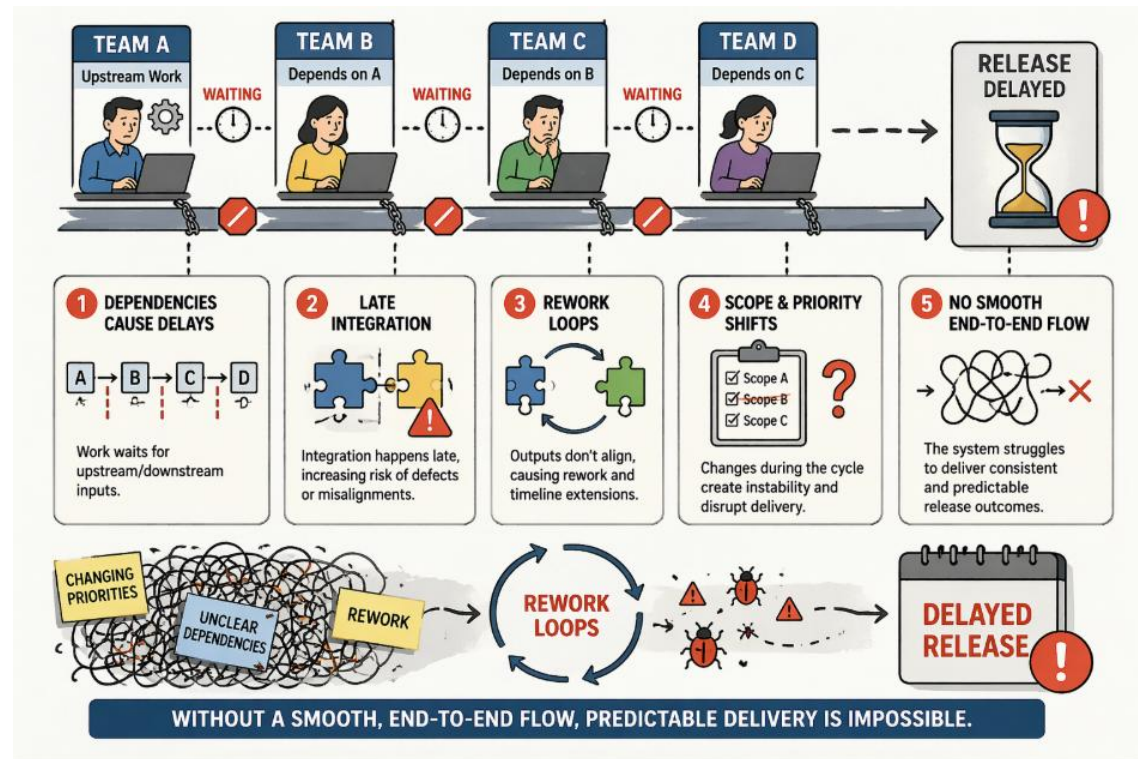 TEAM A
Upstream Work
WAITING
TEAM B
Depends on A
WAITING
TEAM C
Depends on B
WAITING
TEAM D
Depends on C
RELEASE
DELAYED
!
1 DEPENDENCIES
CAUSE DELAYS
A B C D
Work waits for
upstream/downstream
inputs.
2 LATE
INTEGRATION
!
Integration happens late,
increasing risk of defects
or misalignments.
3 REWORK
LOOPS
Outputs don't align,
causing rework and
timeline extensions.
4 SCOPE & PRIORITY
SHIFTS
Scope A
Scope B
Scope C
?
Changes during the cycle
create instability and
disrupt delivery.
5 NO SMOOTH
END-TO-END FLOW
The system struggles
to deliver consistent
and predictable
release outcomes.
CHANGING
PRIORITIES
UNCLEAR
DEPENDENCIES
REWORK
REWORK
LOOPS
!
!
DELAYED
RELEASE
!
WITHOUT A SMOOTH, END-TO-END FLOW, PREDICTABLE DELIVERY IS IMPOSSIBLE.